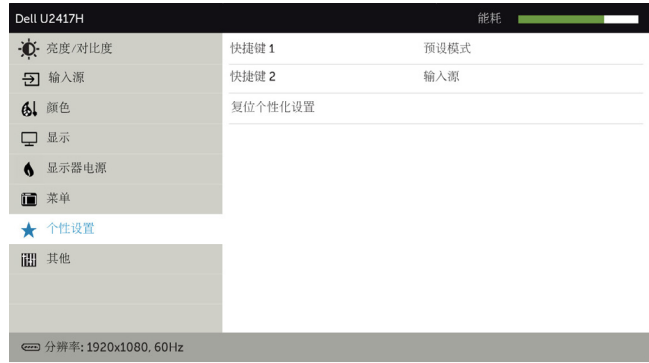 Dell U2417H 能耗
亮度/对比度
输入源
颜色
显示
显示器电源
菜单
个性设置
其他
快捷键 1 预设模式
快捷键 2 输入源
复位个性化设置
分辨率: 1920x1080, 60Hz